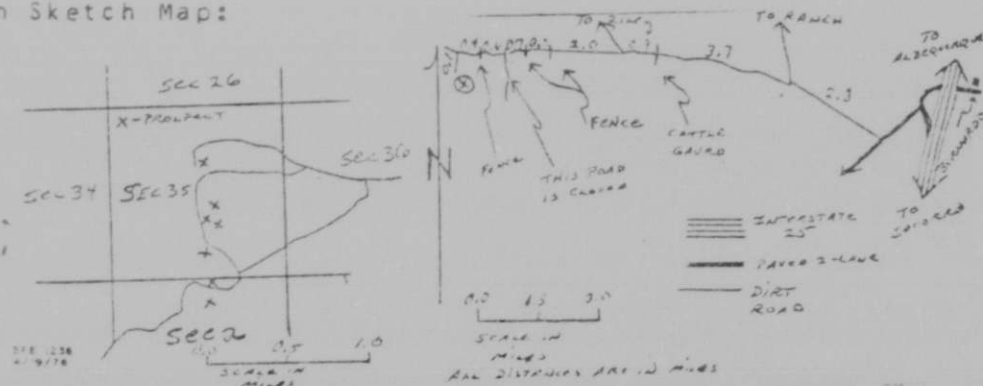 n Sketch Map:
Sec 26
X-PROSPECT
Sec 34
SEC 35
Sec 36
Sec 2
0.0 0.5 1.0
SCALE IN
MILES
TO RANCH
TO
ALBEQUERQUE
3.0
3.7
2.3
N
FENCE
THIS ROAD
IS CLOSED
FENCE
CATTLE
GAURD
BERNARDO
TO
SOCORRO
INTERSTATE
25
PAVED 2-LANE
DIRT
ROAD
0.0 1.5 3.0
SCALE IN
MILES
ALL DISTANCES ARE IN MILES